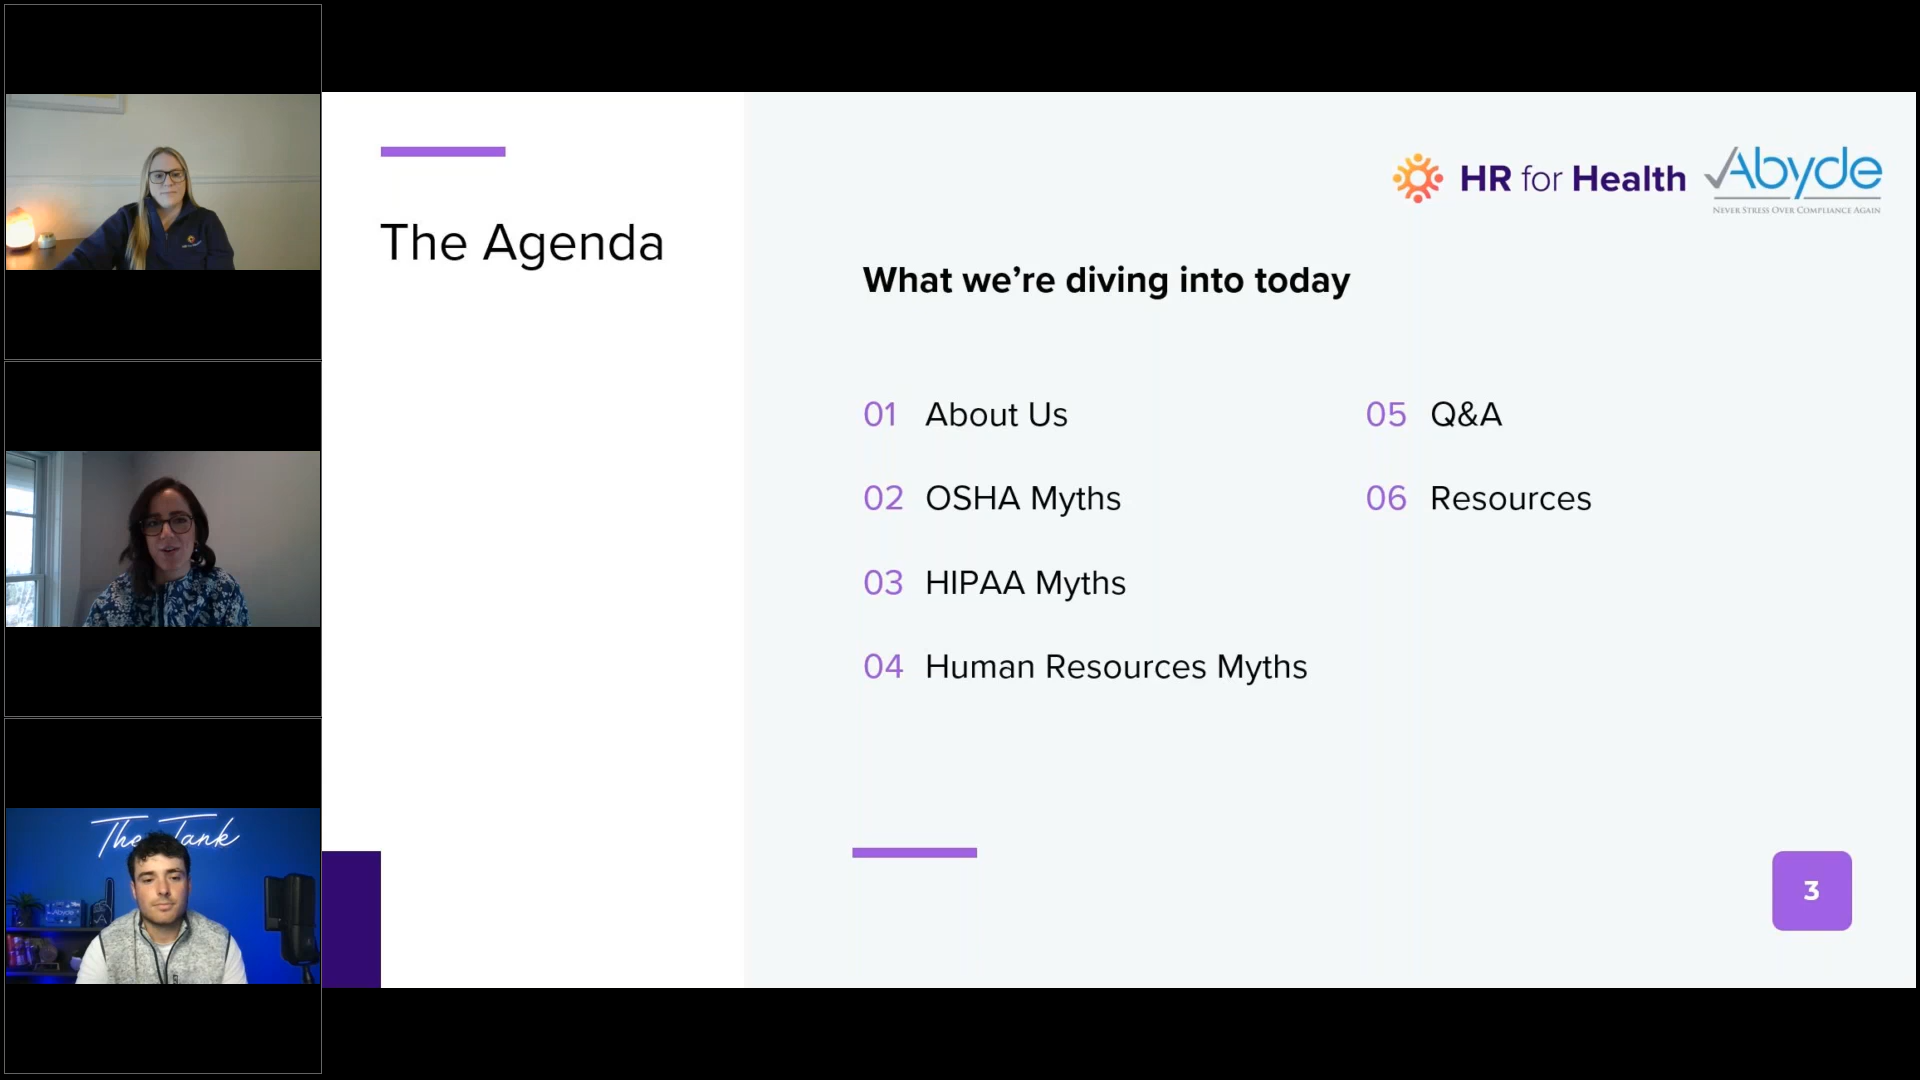 The Agenda
HR for Health
Abyde
NEVER STRESS OVER COMPLIANCE AGAIN
What we’re diving into today
01 About Us
02 OSHA Myths
03 HIPAA Myths
04 Human Resources Myths
05 Q&A
06 Resources
3
The Tank
Abyde